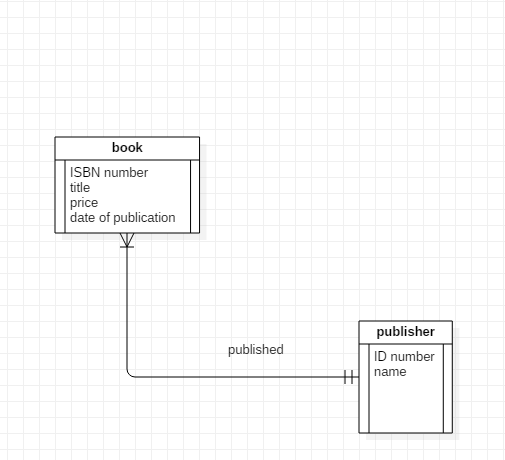 book
ISBN number
title
price
date of publication
published
publisher
ID number
name